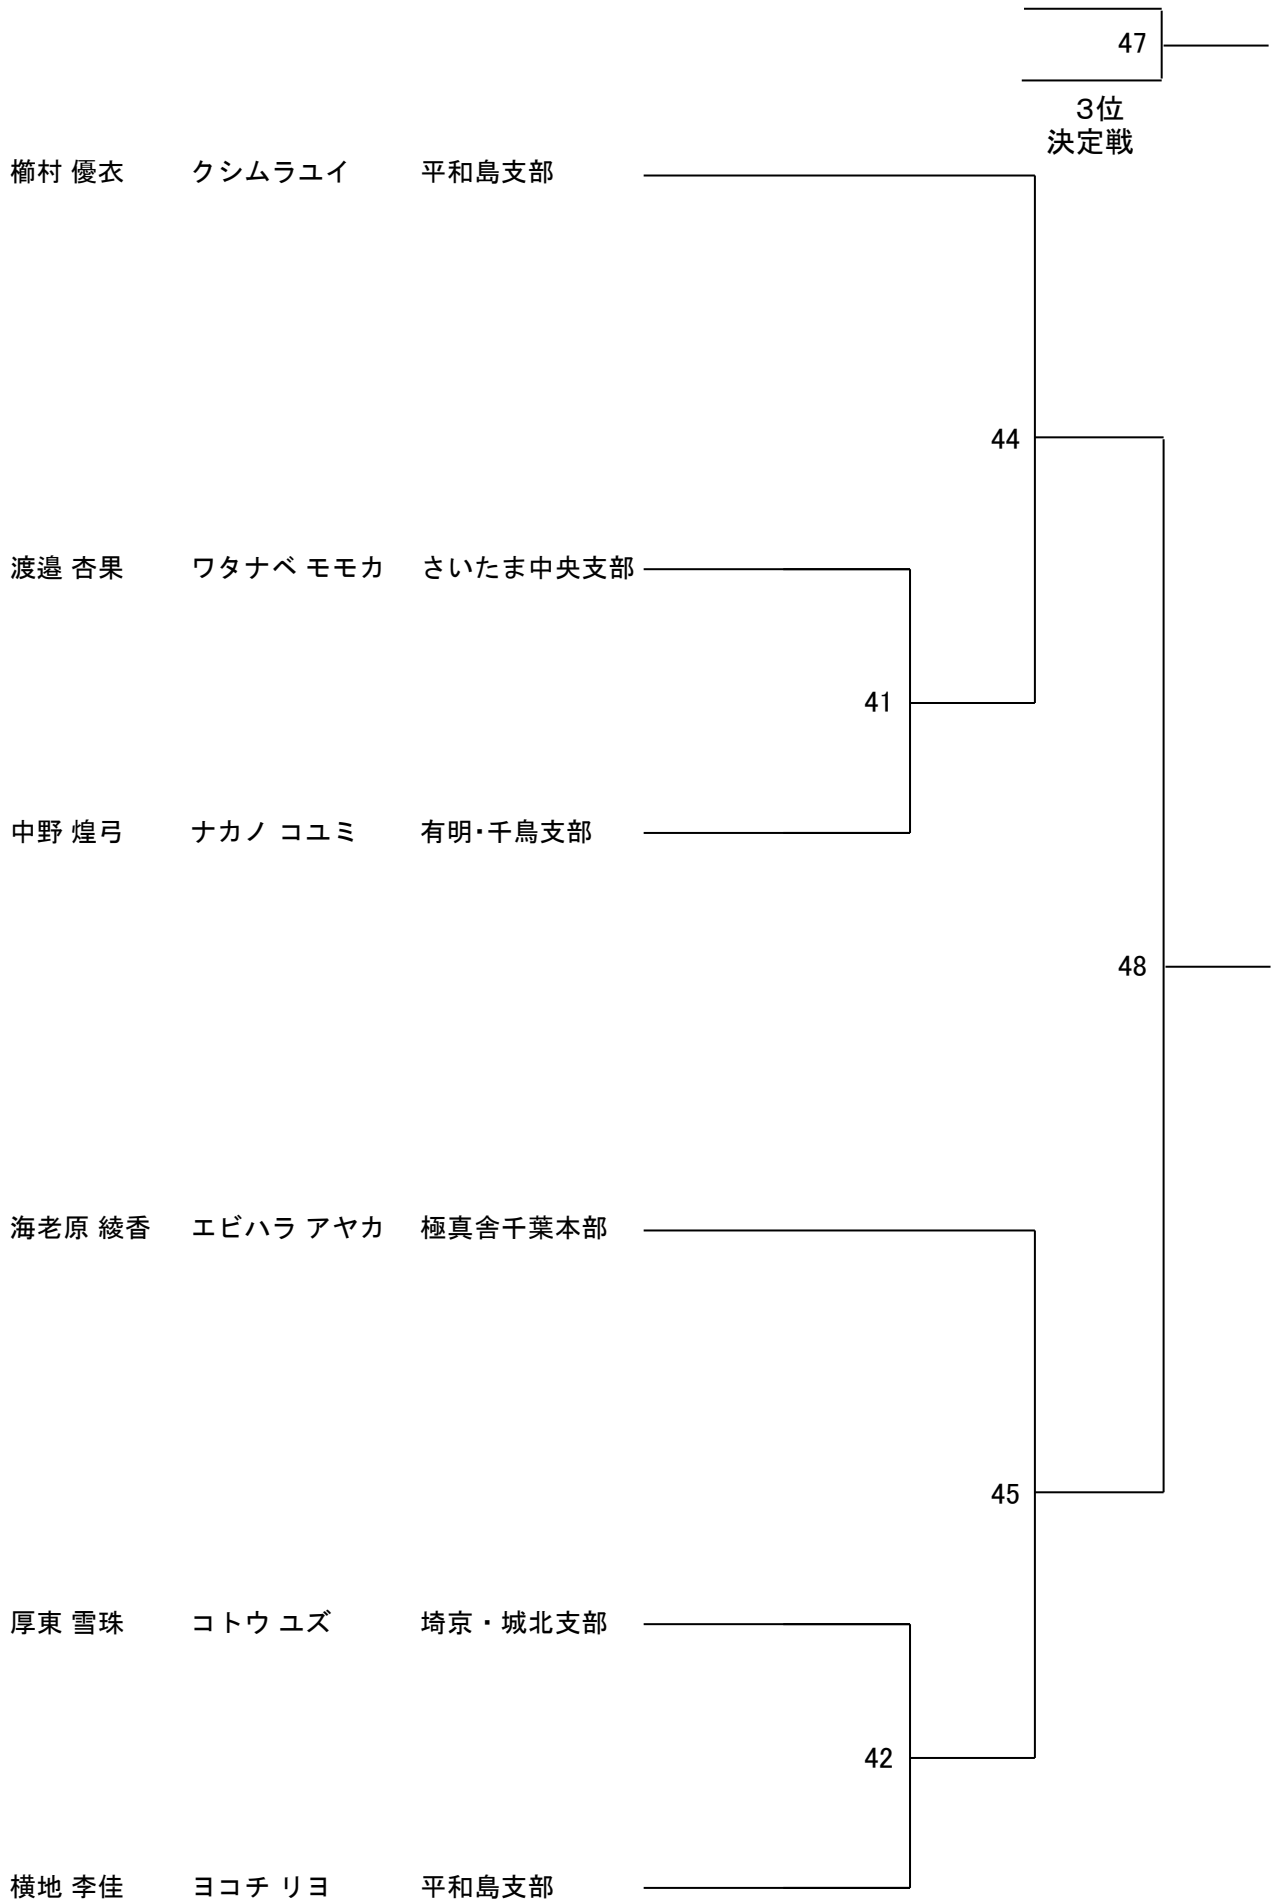 47
3位
決定戦
櫛村 優衣 クシムラユイ 平和島支部
44
渡邉 杏果 ワタナベ モモカ さいたま中央支部
41
中野 煌弓 ナカノ コユミ 有明・千鳥支部
48
海老原 綾香 エビハラ アヤカ 極真舎千葉本部
45
厚東 雪珠 コトウ ユズ 埼京・城北支部
42
横地 李佳 ヨコチ リヨ 平和島支部